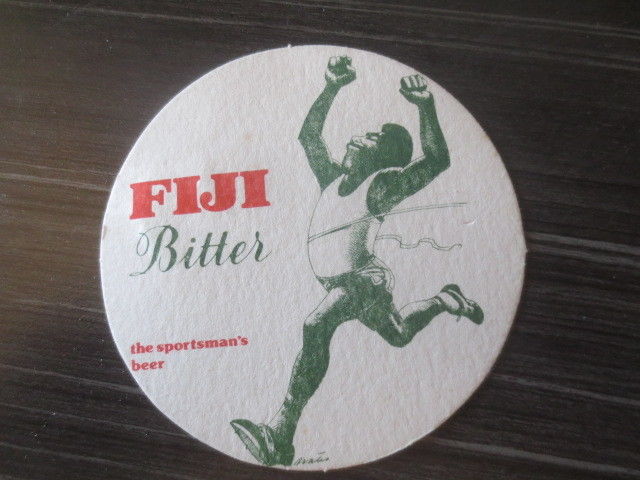 FIJI
Bitter
the sportsman's
beer